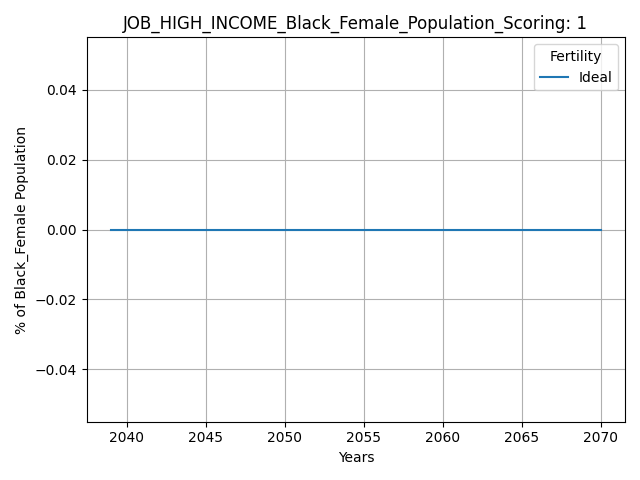 JOB_HIGH_INCOME_Black_Female_Population_Scoring: 1
Fertility
Ideal
% of Black_Female Population
0.04
0.02
0.00
−0.02
−0.04
2040 2045 2050 2055 2060 2065 2070
Years